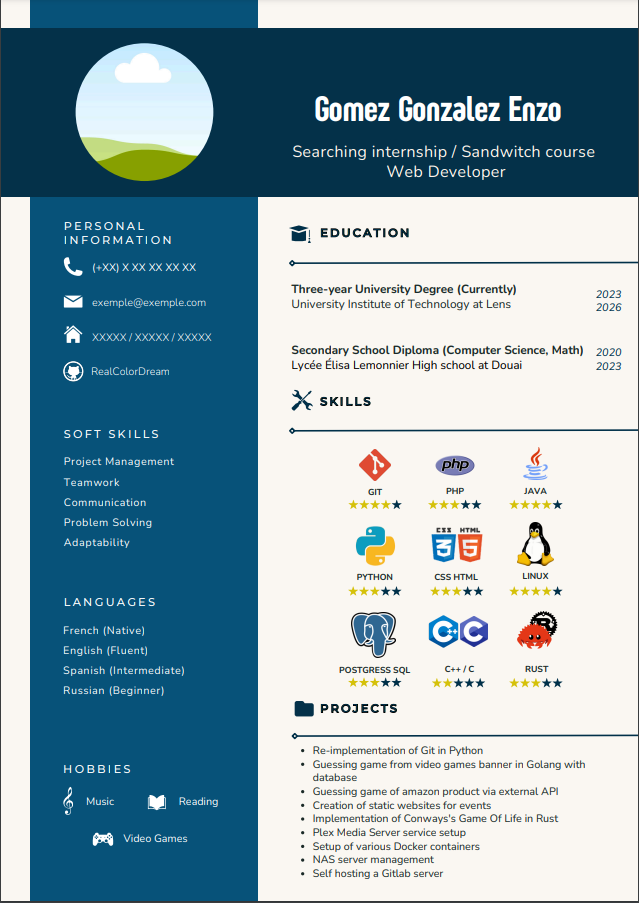 Gomez Gonzalez Enzo
Searching internship / Sandwitch course
Web Developer
PERSONAL
INFORMATION
(+XX) X XX XX XX XX
exemple@exemple.com
XXXXX / XXXXX / XXXXX
RealColorDream
SOFT SKILLS
Project Management
Teamwork
Communication
Problem Solving
Adaptability
LANGUAGES
French (Native)
English (Fluent)
Spanish (Intermediate)
Russian (Beginner)
HOBBIES
Music
Reading
Video Games
EDUCATION
Three-year University Degree (Currently)
University Institute of Technology at Lens
2023
2026
Secondary School Diploma (Computer Science, Math)
Lycée Élisa Lemonnier High school at Douai
2020
2023
SKILLS
php
CSS HTML
3 5
GIT PHP JAVA
PYTHON CSS HTML LINUX
C++ C
R
POSTGRESS SQL C++ / C RUST
PROJECTS
• Re-implementation of Git in Python
• Guessing game from video games banner in Golang with
database
• Guessing game of amazon product via external API
• Creation of static websites for events
• Implementation of Conways's Game Of Life in Rust
• Plex Media Server service setup
• Setup of various Docker containers
• NAS server management
• Self hosting a Gitlab server